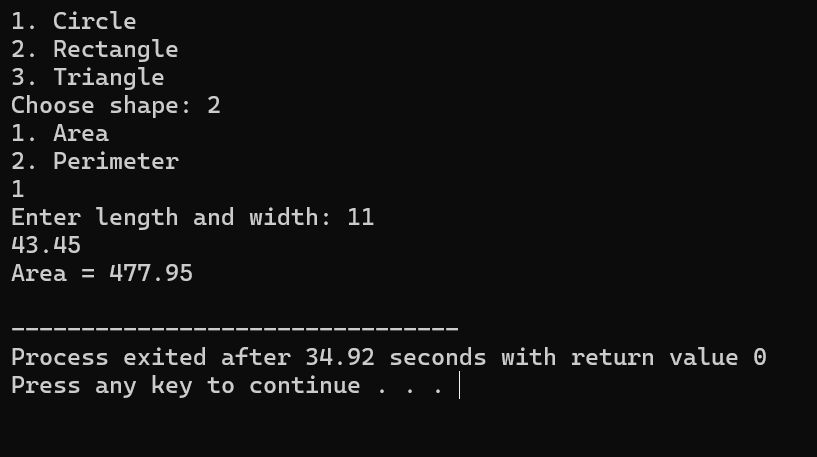 1. Circle
2. Rectangle
3. Triangle
Choose shape: 2
1. Area
2. Perimeter
1
Enter length and width: 11
43.45
Area = 477.95
--------------------------------
Process exited after 34.92 seconds with return value 0
Press any key to continue . . .